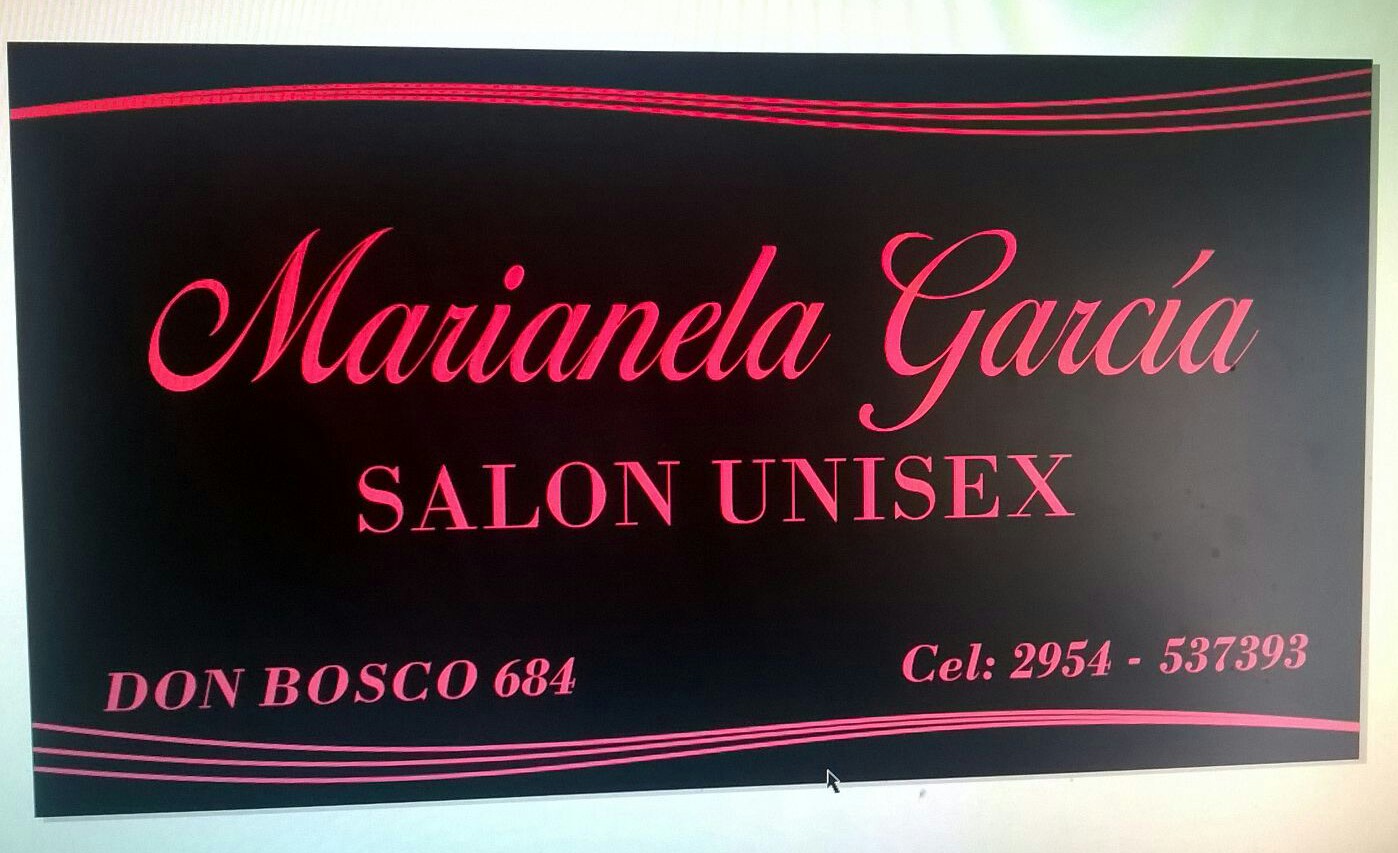 Marianela García
SALON UNISEX
DON BOSCO 684
Cel: 2954 - 537393